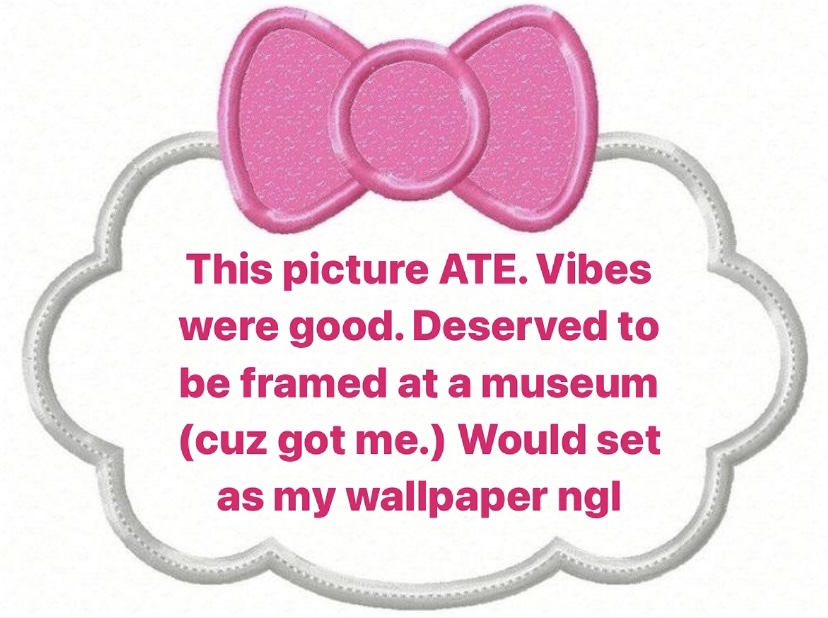 This picture ATE. Vibes
were good. Deserved to
be framed at a museum
(cuz got me.) Would set
as my wallpaper ngl